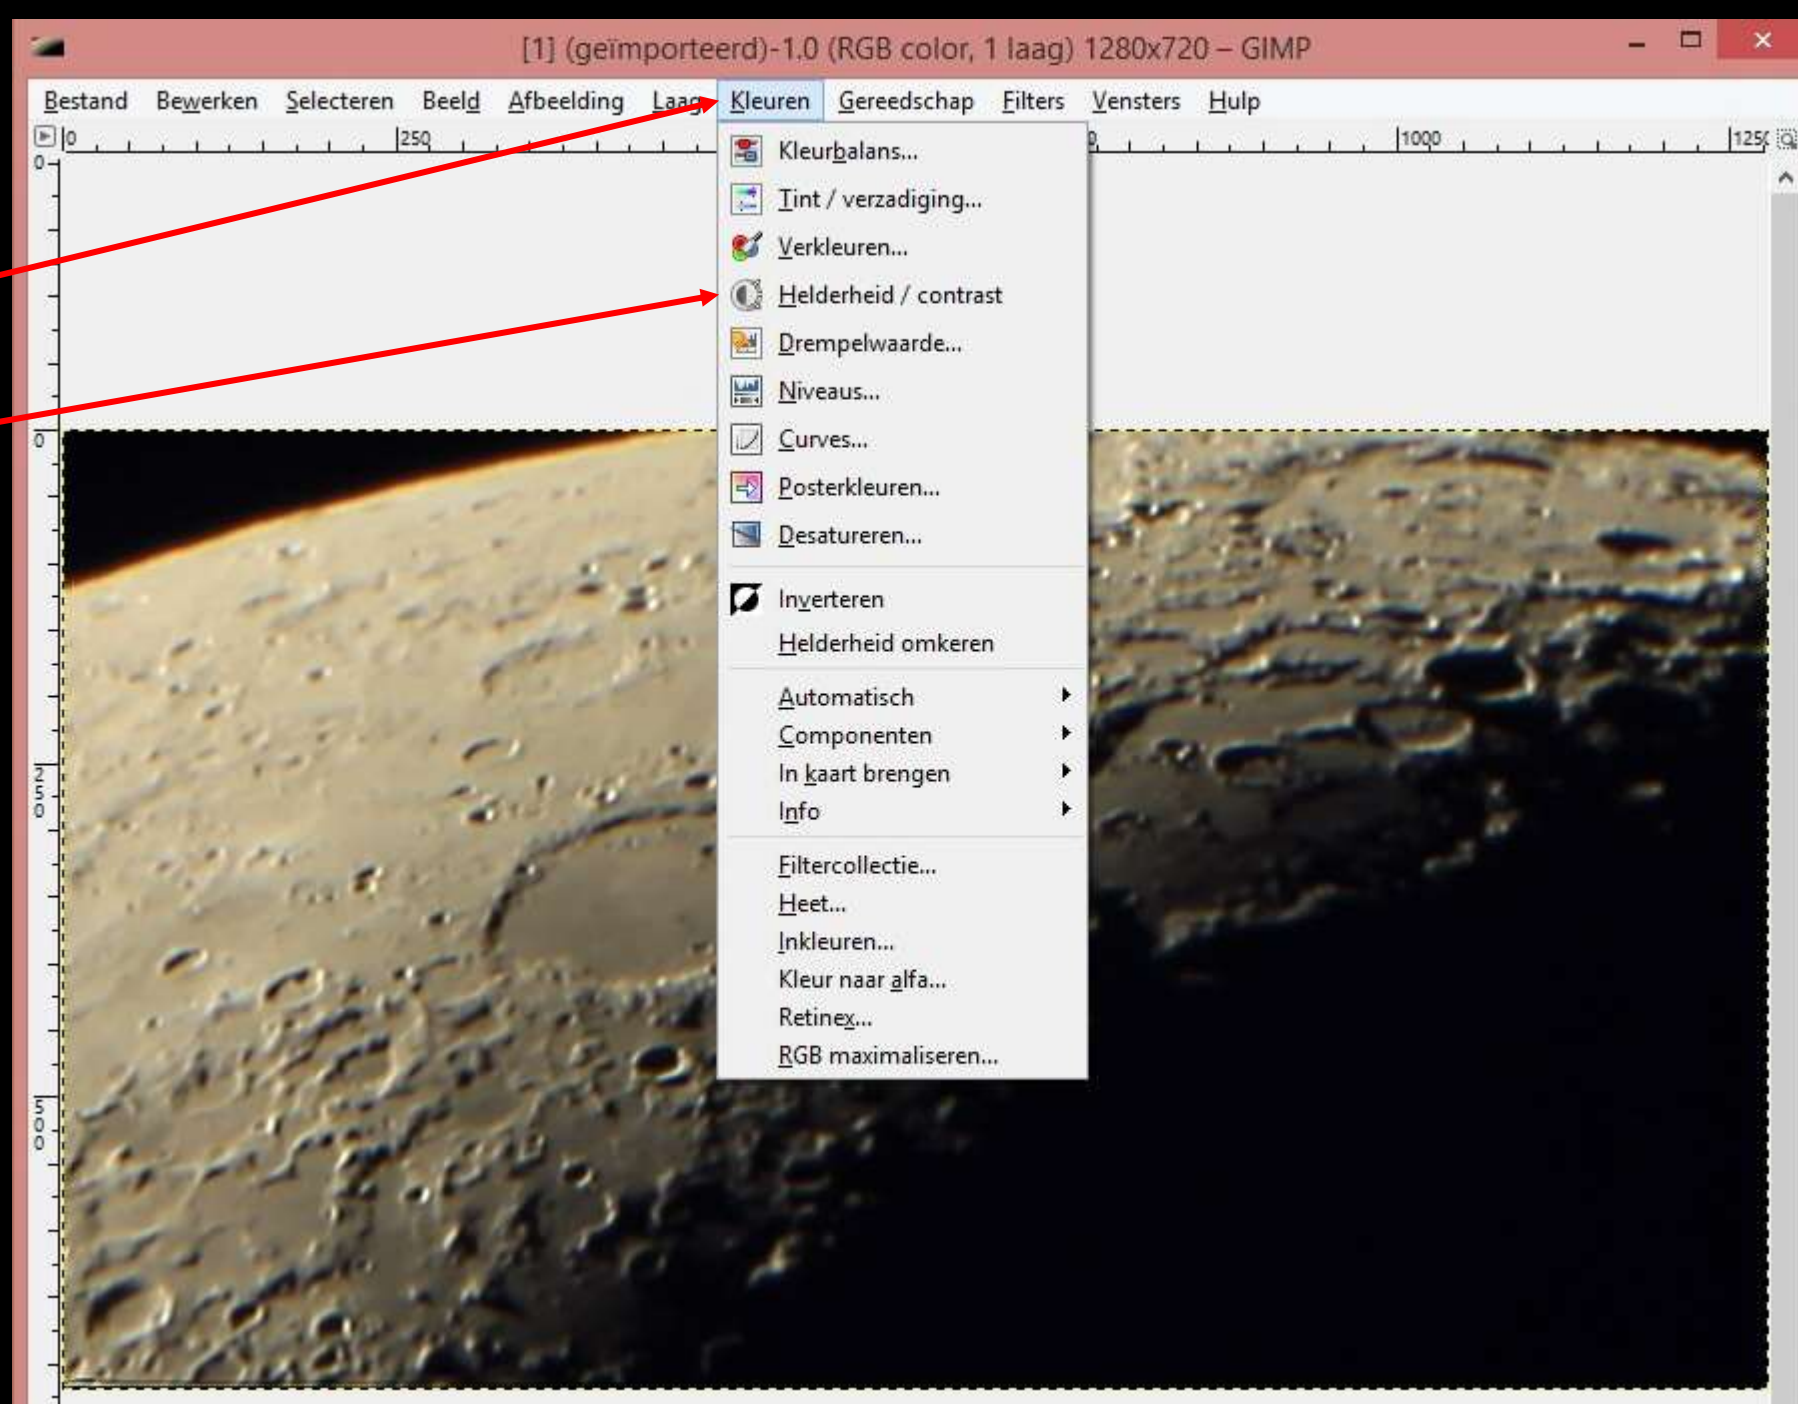 [1] (geïmporteerd)-1.0 (RGB color, 1 laag) 1280x720 – GIMP
Bestand Bewerken Selecteren Beeld Afbeelding Laag Kleuren Gereedschap Filters Vensters Hulp
0 250 1000
0
Kleurbalans...
Tint / verzadiging...
Verkleuren...
Helderheid / contrast
Drempelwaarde...
Niveaus...
0
Curves...
Posterkleuren...
Desatureren...
Inverteren
Helderheid omkeren
Automatisch
Componenten
250
In kaart brengen
Info
Filtercollectie...
Heet...
Inkleuren...
Kleur naar alfa...
Retinex...
RGB maximaliseren...
500